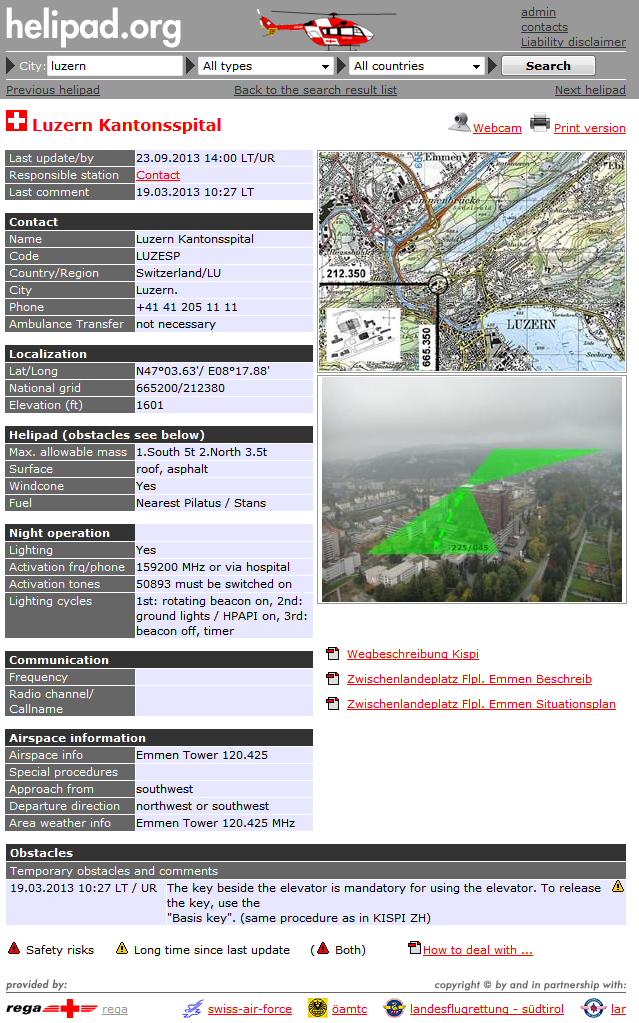 helipad.org
admin
contacts
Liability disclaimer
City: luzern All types All countries Search
Previous helipad Back to the search result list Next helipad
Luzern Kantonsspital
Webcam Print version
Last update/by 23.09.2013 14:00 LT/UR
Responsible station Contact
Last comment 19.03.2013 10:27 LT
Contact
Name Luzern Kantonsspital
Code LUZESP
Country/Region Switzerland/LU
City Luzern.
Phone +41 41 205 11 11
Ambulance Transfer not necessary
Localization
Lat/Long N47°03.63'/ E08°17.88'
National grid 665200/212380
Elevation (ft) 1601
Helipad (obstacles see below)
Max. allowable mass 1.South 5t 2.North 3.5t
Surface roof, asphalt
Windcone Yes
Fuel Nearest Pilatus / Stans
Night operation
Lighting Yes
Activation frq/phone 159200 MHz or via hospital
Activation tones 50893 must be switched on
Lighting cycles 1st: rotating beacon on, 2nd:
ground lights / HPAPI on, 3rd:
beacon off, timer
Communication
Frequency
Radio channel/
Callname
Airspace information
Airspace info Emmen Tower 120.425
Special procedures
Approach from southwest
Departure direction northwest or southwest
Area weather info Emmen Tower 120.425 MHz
Emmen
Emmenbrücke
212.350
665.350
LUZERN
Seeburg
225/045
Wegbeschreibung Kispi
Zwischenlandeplatz Flpl. Emmen Beschreib
Zwischenlandeplatz Flpl. Emmen Situationsplan
Obstacles
Temporary obstacles and comments
19.03.2013 10:27 LT / UR The key beside the elevator is mandatory for using the elevator. To release
the key, use the
"Basis key". (same procedure as in KISPI ZH)
Safety risks Long time since last update ( Both) How to deal with ...
provided by: copyright © by and in partnership with:
rega rega swiss-air-force öamtc landesflugrettung - südtirol lar